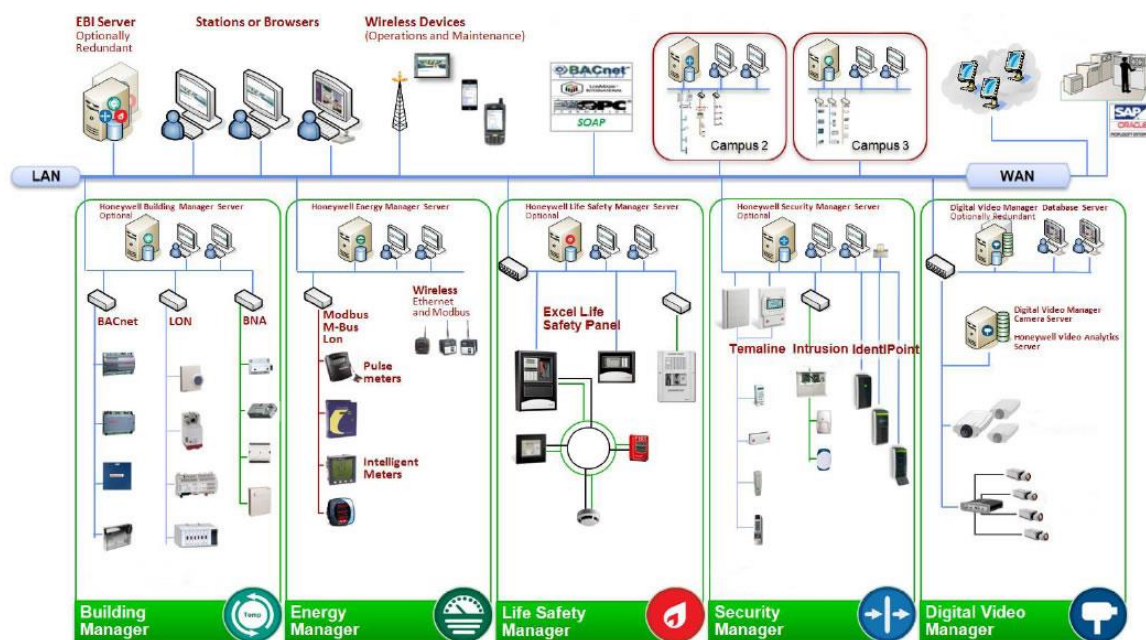 EBI Server
Optionally
Redundant
Stations or Browsers
Wireless Devices
(Operations and Maintenance)
BACnet
OPC
SOAP
Campus 2
Campus 3
SAP
ORACLE
LAN
WAN
Honeywell Building Manager Server
Optional
BACnet
LON
BNA
Building
Manager
Temp
Honeywell Energy Manager Server
Modbus
M-Bus
Lon
Wireless
Ethernet
and Modbus
Pulse
meters
Intelligent
Meters
Energy
Manager
Honeywell Life Safety Manager Server
Optional
Excel Life
Safety Panel
Life Safety
Manager
Honeywell Security Manager Server
Optional
Temaline
Intrusion
IdentIPoint
Security
Manager
Digital Video Manager Database Server
Optionally Redundant
Digital Video Manager
Camera Server
Honeywell Video Analytics
Server
Digital Video
Manager